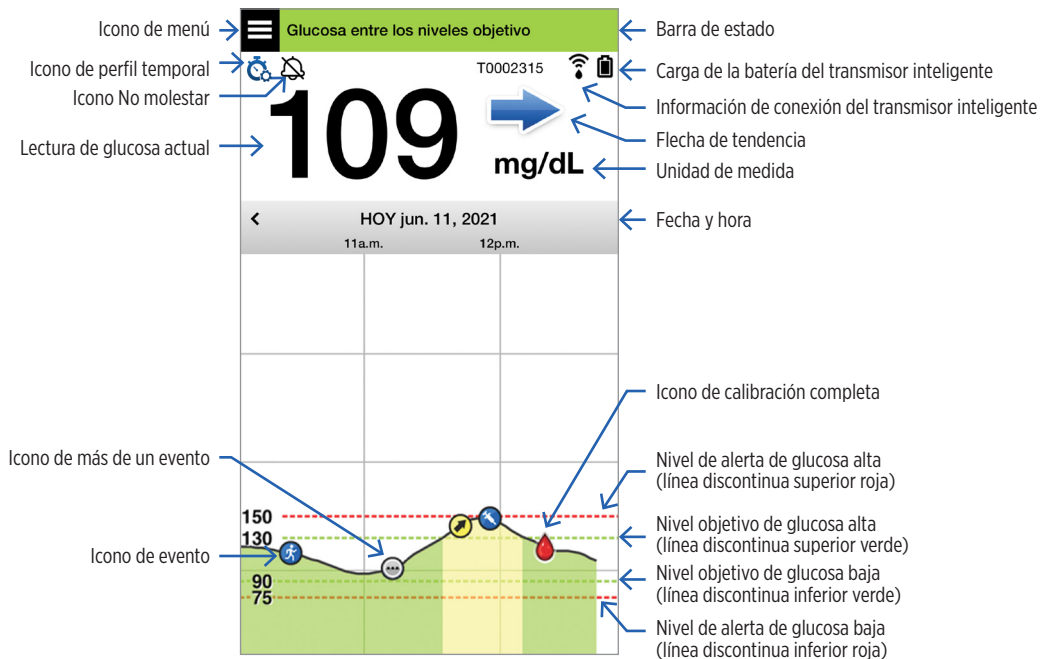 Icono de menú
Glucosa entre los niveles objetivo
Barra de estado
Icono de perfil temporal
T0002315
Carga de la batería del transmisor inteligente
Icono No molestar
Información de conexión del transmisor inteligente
109
Flecha de tendencia
Lectura de glucosa actual
mg/dL
Unidad de medida
HOY jun. 11, 2021
Fecha y hora
11a.m.
12p.m.
Icono de calibración completa
Icono de más de un evento
Nivel de alerta de glucosa alta
(línea discontinua superior roja)
150
130
Nivel objetivo de glucosa alta
(línea discontinua superior verde)
Icono de evento
90
Nivel objetivo de glucosa baja
(línea discontinua inferior verde)
75
Nivel de alerta de glucosa baja
(línea discontinua inferior roja)